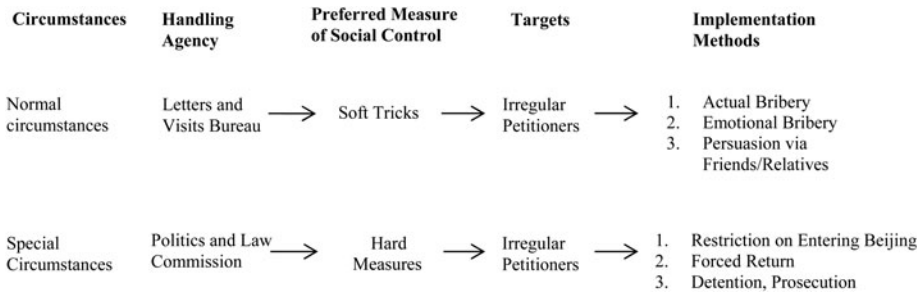 Circumstances Handling Agency Preferred Measure of Social Control Targets Implementation Methods
Normal circumstances Letters and Visits Bureau Soft Tricks Irregular Petitioners
1. Actual Bribery
2. Emotional Bribery
3. Persuasion via
Friends/Relatives
Special Circumstances Politics and Law Commission Hard Measures Irregular Petitioners
1. Restriction on Entering Beijing
2. Forced Return
3. Detention, Prosecution